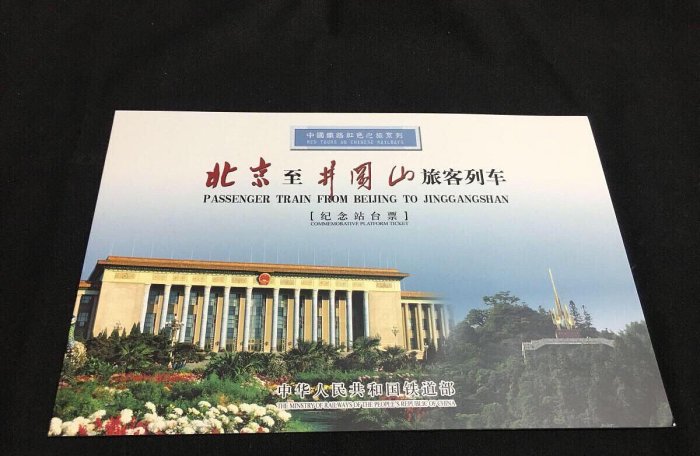 中国铁路红色之旅系列
RED TOURS ON CHINESE RAILWAYS
北京至井冈山旅客列车
PASSENGER TRAIN FROM BEIJING TO JINGGANGSHAN
[纪念站台票]
COMMEMORATIVE PLATFORM TICKET
中华人民共和国铁道部
THE MINISTRY OF RAILWAYS OF THE PEOPLE'S REPUBLIC OF CHINA